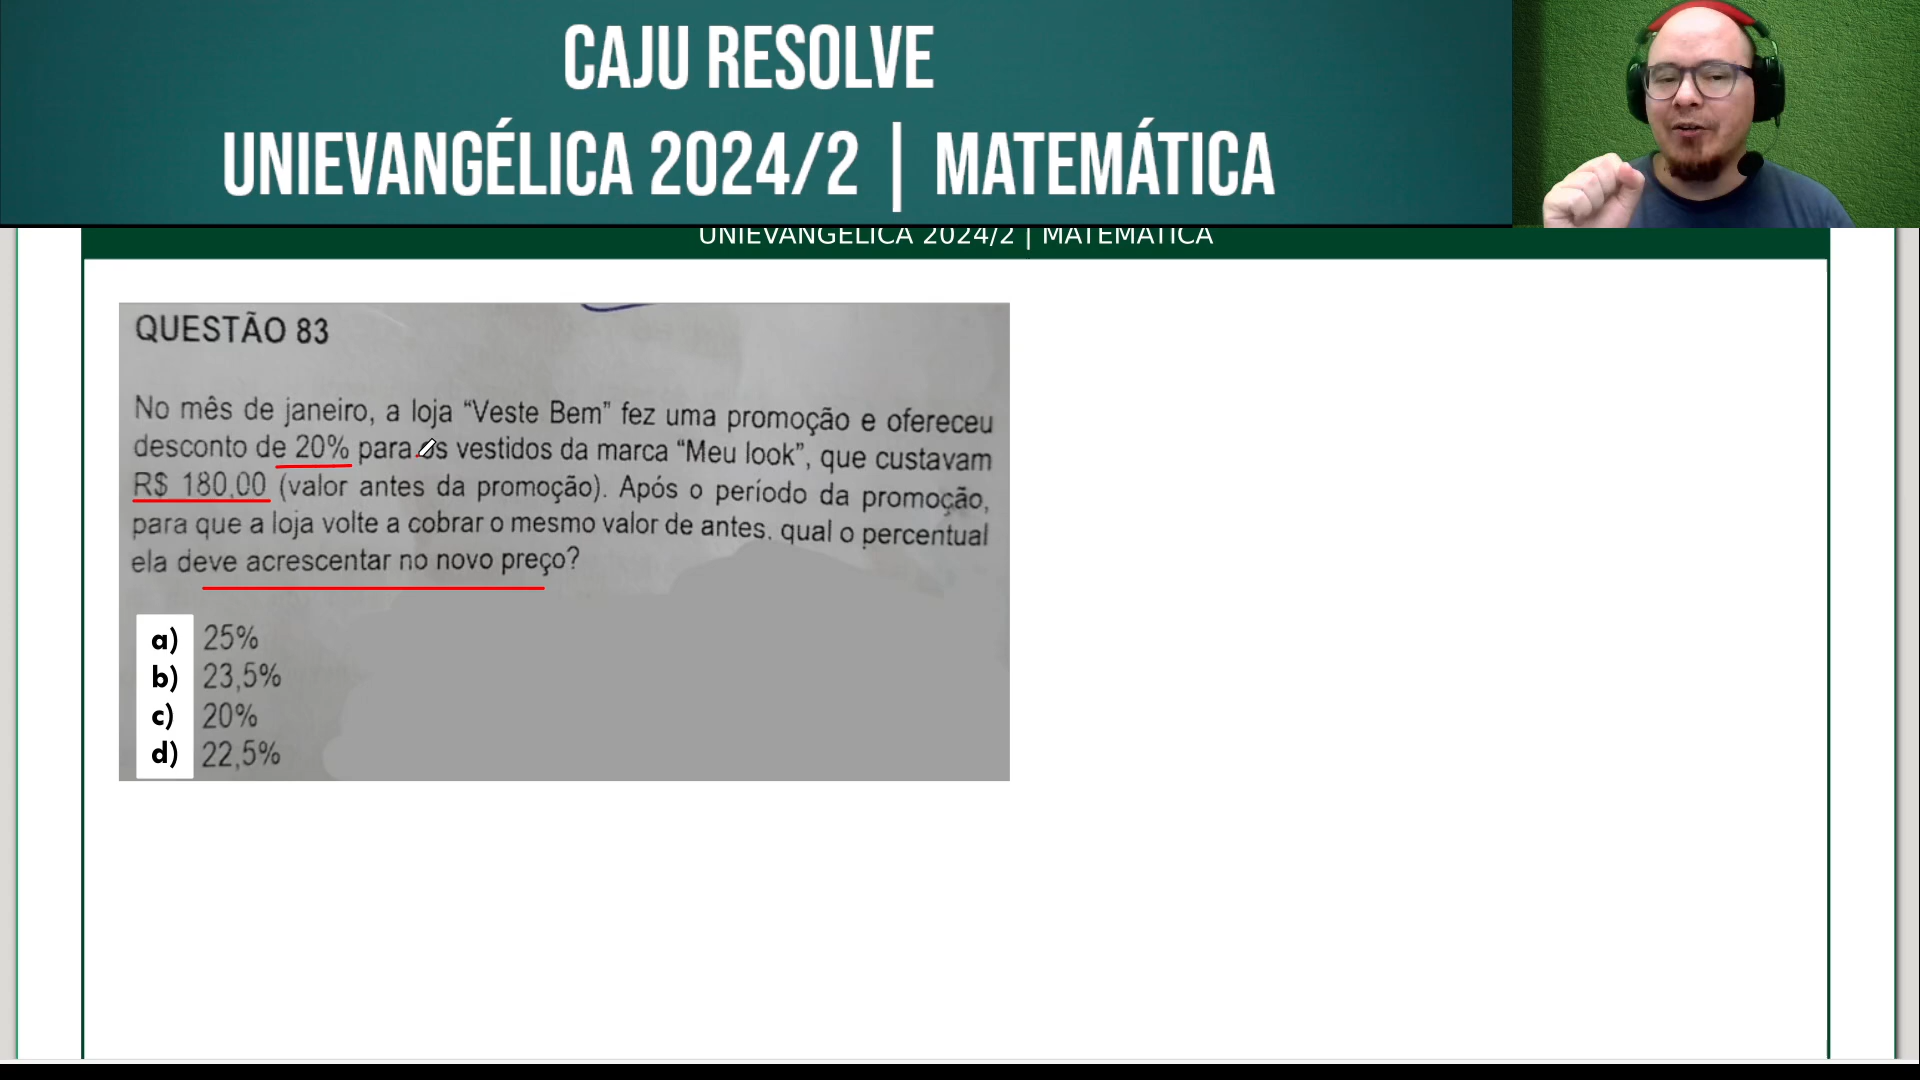 CAJU RESOLVE
UNIEVANGÉLICA 2024/2 | MATEMÁTICA
UNIEVANGÉLICA 2024/2 | MATEMÁTICA
QUESTÃO 83
No mês de janeiro, a loja “Veste Bem” fez uma promoção e ofereceu
desconto de 20% para os vestidos da marca “Meu look”, que custavam
R$ 180,00 (valor antes da promoção). Após o período da promoção,
para que a loja volte a cobrar o mesmo valor de antes, qual o percentual
ela deve acrescentar no novo preço?
a) 25%
b) 23,5%
c) 20%
d) 22,5%